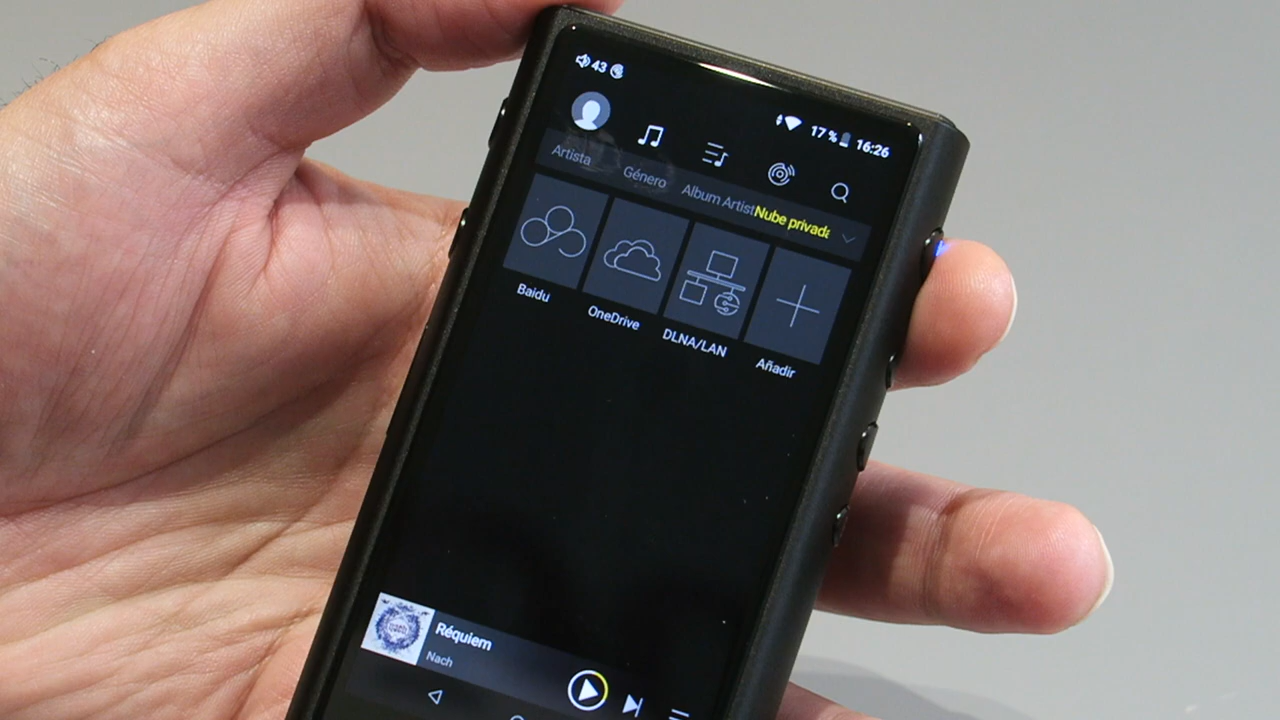 43
17% 16:26
Artista Género Album Artist Nube privada
Baidu OneDrive DLNA/LAN Añadir
Réquiem
Nach